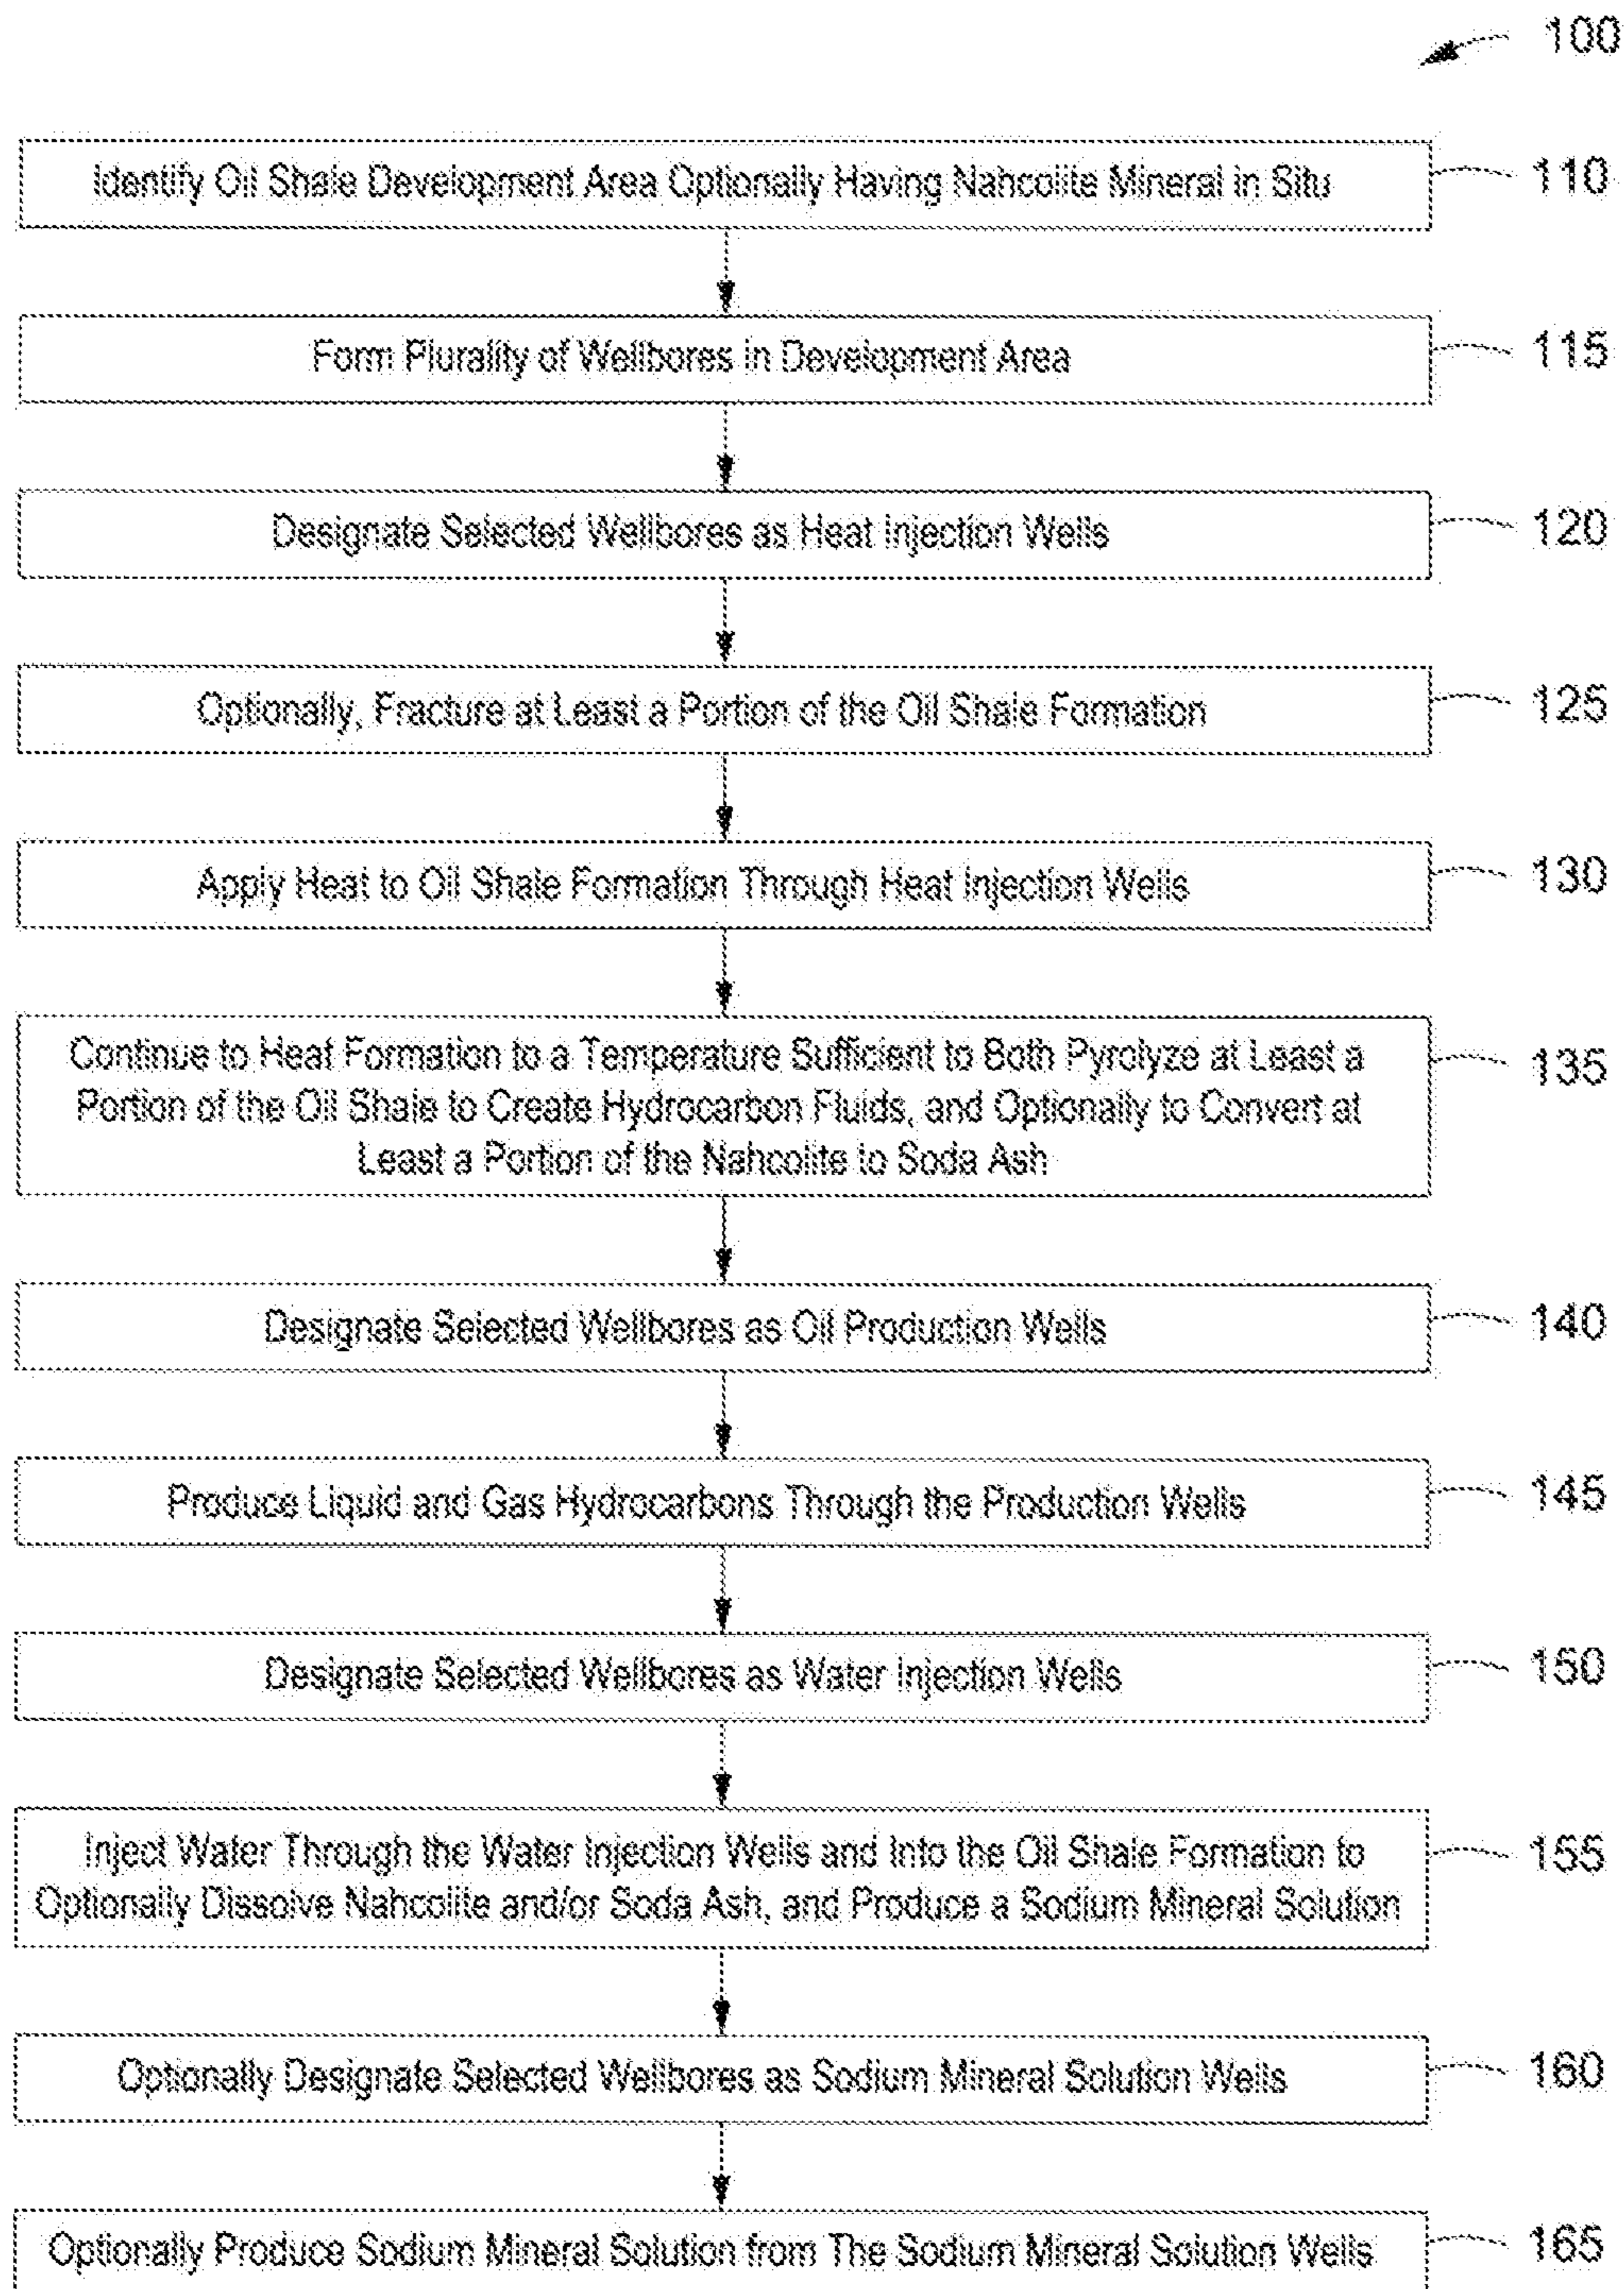 100
Identify Oil Shale Development Area Optionally Having Nahcolite Mineral in Situ
110
Form Plurality of Wellbores in Development Area
115
Designate Selected Wellbores as Heat Injection Wells
120
Optionally, Fracture at Least a Portion of the Oil Shale Formation
125
Apply Heat to Oil Shale Formation Through Heat Injection Wells
130
Continue to Heat Formation to a Temperature Sufficient to Both Pyrolyze at Least a
Portion of the Oil Shale to Create Hydrocarbon Fluids, and Optionally to Convert at
Least a Portion of the Nahcolite to Soda Ash
135
Designate Selected Wellbores as Oil Production Wells
140
Produce Liquid and Gas Hydrocarbons Through the Production Wells
145
Designate Selected Wellbores as Water Injection Wells
150
Inject Water Through the Water Injection Wells and Into the Oil Shale Formation to
Optionally Dissolve Nahcolite and/or Soda Ash, and Produce a Sodium Mineral Solution
155
Optionally Designate Selected Wellbores as Sodium Mineral Solution Wells
160
Optionally Produce Sodium Mineral Solution from The Sodium Mineral Solution Wells
165